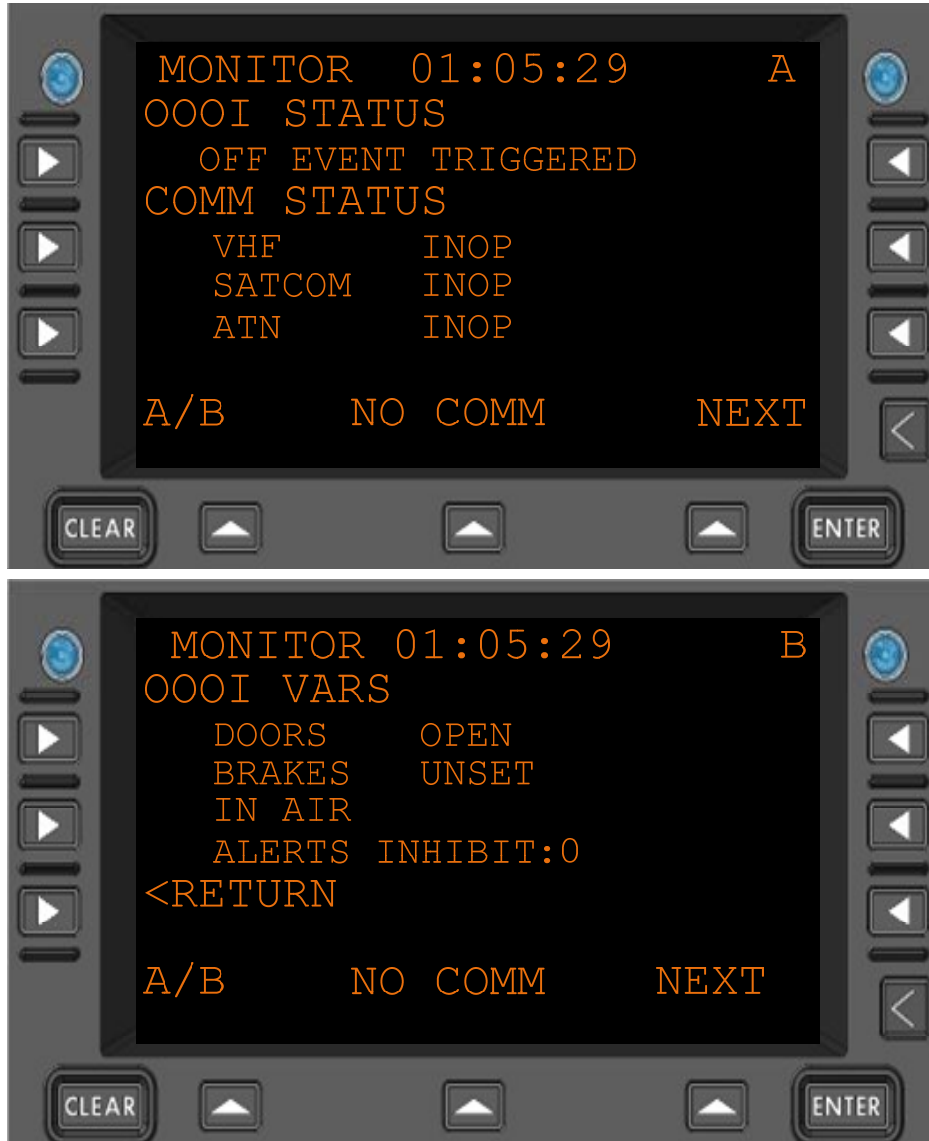 MONITOR 01:05:29 A
OOOI STATUS
OFF EVENT TRIGGERED
COMM STATUS
VHF INOP
SATCOM INOP
ATN INOP
A/B NO COMM NEXT
CLEAR ENTER
MONITOR 01:05:29 B
OOOI VARS
DOORS OPEN
BRAKES UNSET
IN AIR
ALERTS INHIBIT:0
<RETURN
A/B NO COMM NEXT
CLEAR ENTER